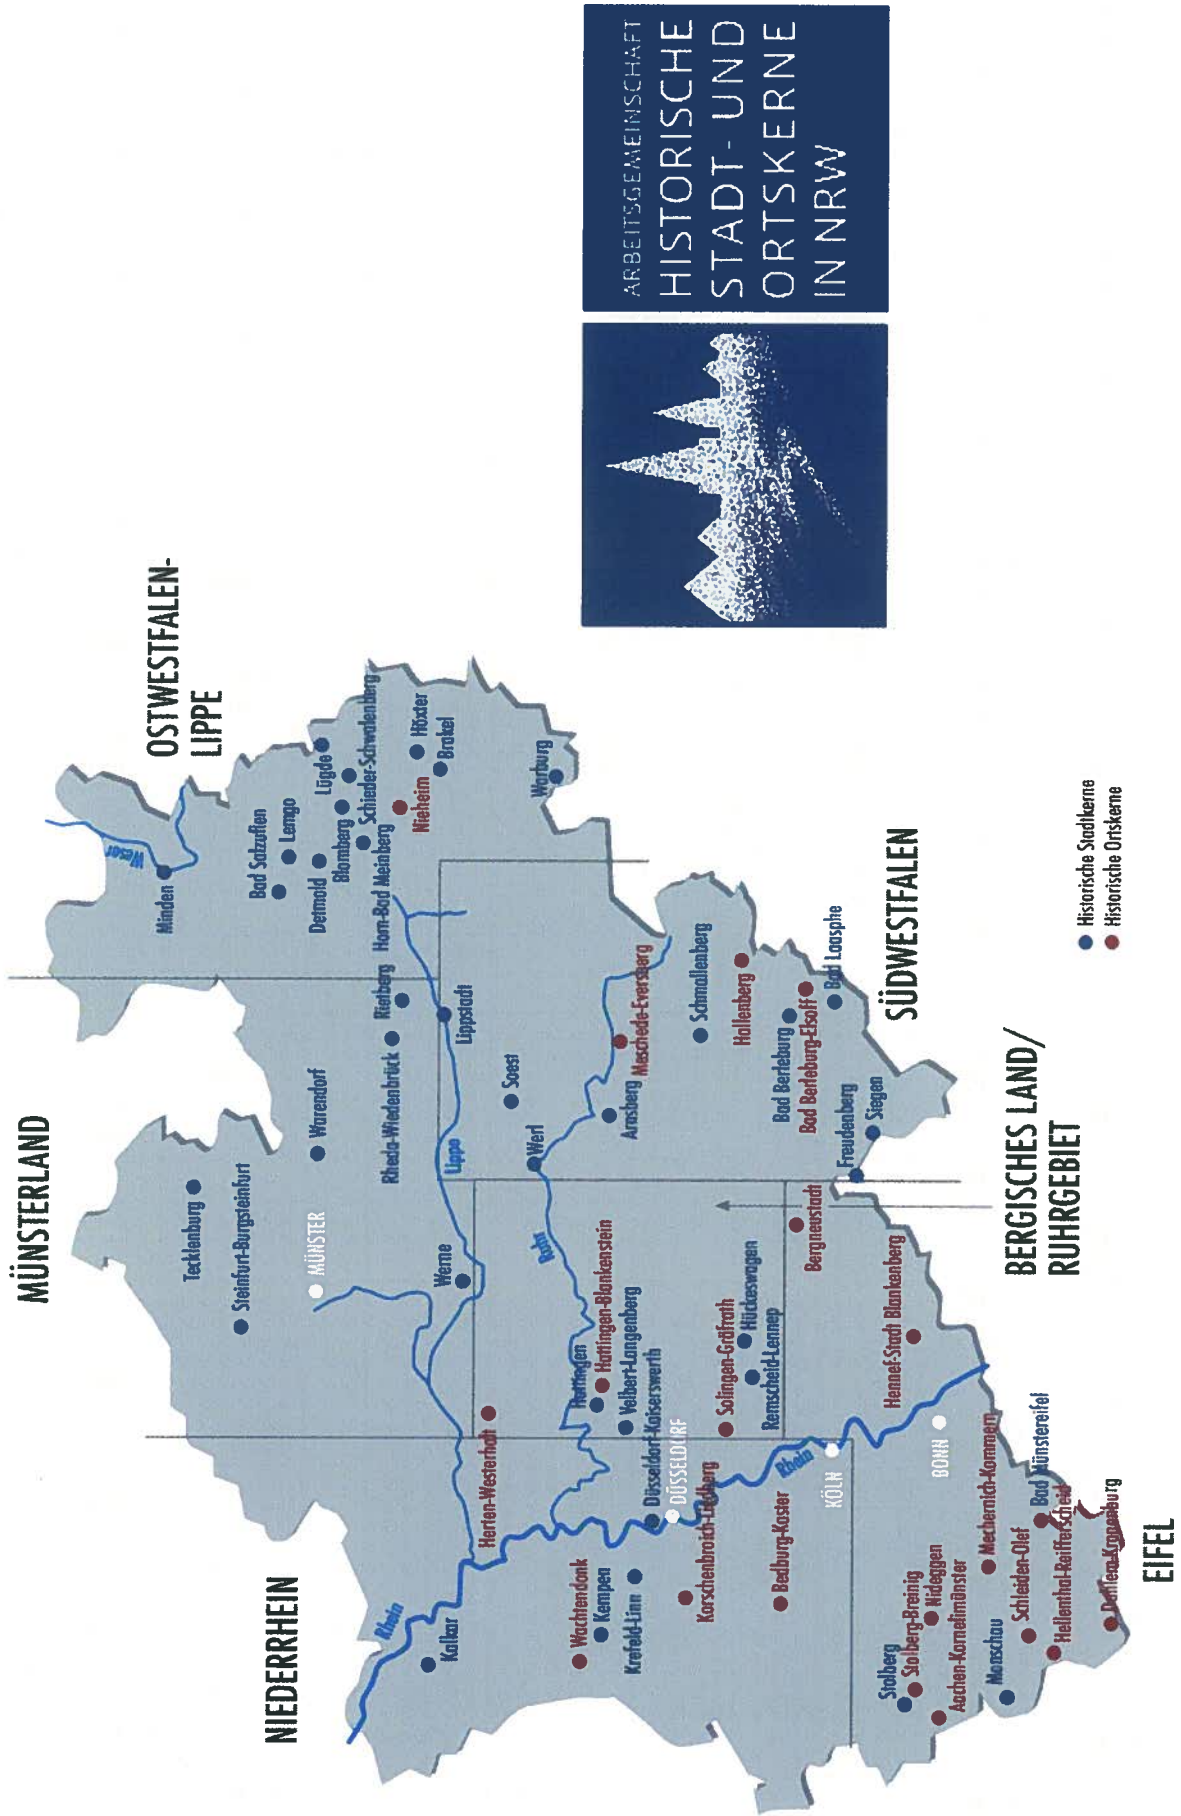 MÜNSTERLAND
OSTWESTFALEN-
LIPPE
NIEDERRHEIN
Weser
Minden
Tecklenburg
Steinfurt-Burgsteinfurt
MÜNSTER
Warendorf
Bad Salzuflen
Lemgo
Detmold
Lügde
Blomberg
Schieder-Schwalenberg
Horn-Bad Meinberg
Nieheim
Höxter
Brakel
Warburg
Rietberg
Rheda-Wiedenbrück
Lippstadt
Lippe
Werne
Soest
Werl
Ruhr
Arnsberg
Meschede-Eversberg
Schmallenberg
Hallenberg
Bad Berleburg
Bad Berleburg-Elsoff
Bad Laasphe
Siegen
Freudenberg
Rhein
Kalkar
Herten-Westerholt
Wachtendonk
Kempen
Krefeld-Linn
Hattingen
Hattingen-Blankenstein
Velbert-Langenberg
Düsseldorf-Kaiserswerth
DÜSSELDORF
Korschenbroich-Liedberg
Bedburg-Kaster
Solingen-Gräfrath
Hückeswagen
Remscheid-Lennep
Bergneustadt
Rhein
KÖLN
Hennef-Stadt Blankenberg
BONN
Stolberg
Stolberg-Breinig
Nideggen
Aachen-Kornelimünster
Mechernich-Kommern
Monschau
Schleiden-Olef
Bad Münstereifel
Hellenthal-Reifferscheid
Dahlem-Kronenburg
SÜDWESTFALEN
BERGISCHES LAND/
RUHRGEBIET
EIFEL
Historische Stadtkerne
Historische Ortskerne
ARBEITSGEMEINSCHAFT
HISTORISCHE
STADT- UND
ORTSKERNE
IN NRW